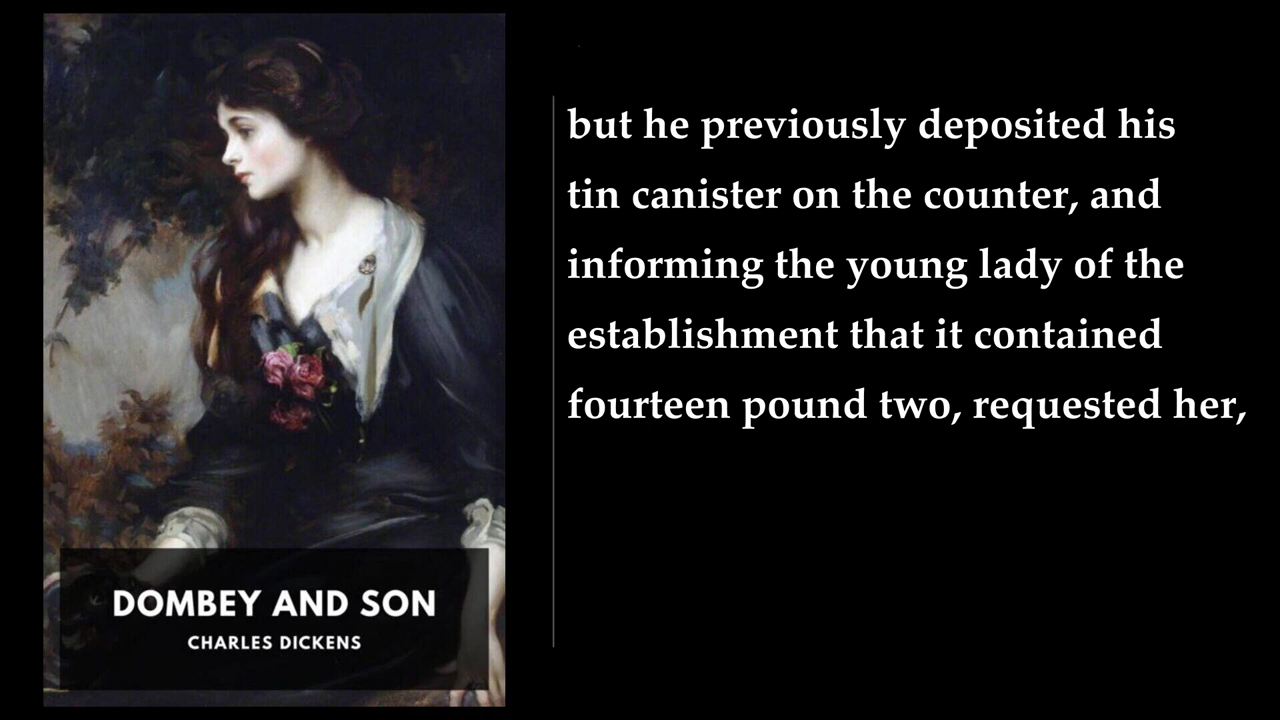 DOMBEY AND SON
CHARLES DICKENS
but he previously deposited his
tin canister on the counter, and
informing the young lady of the
establishment that it contained
fourteen pound two, requested her,